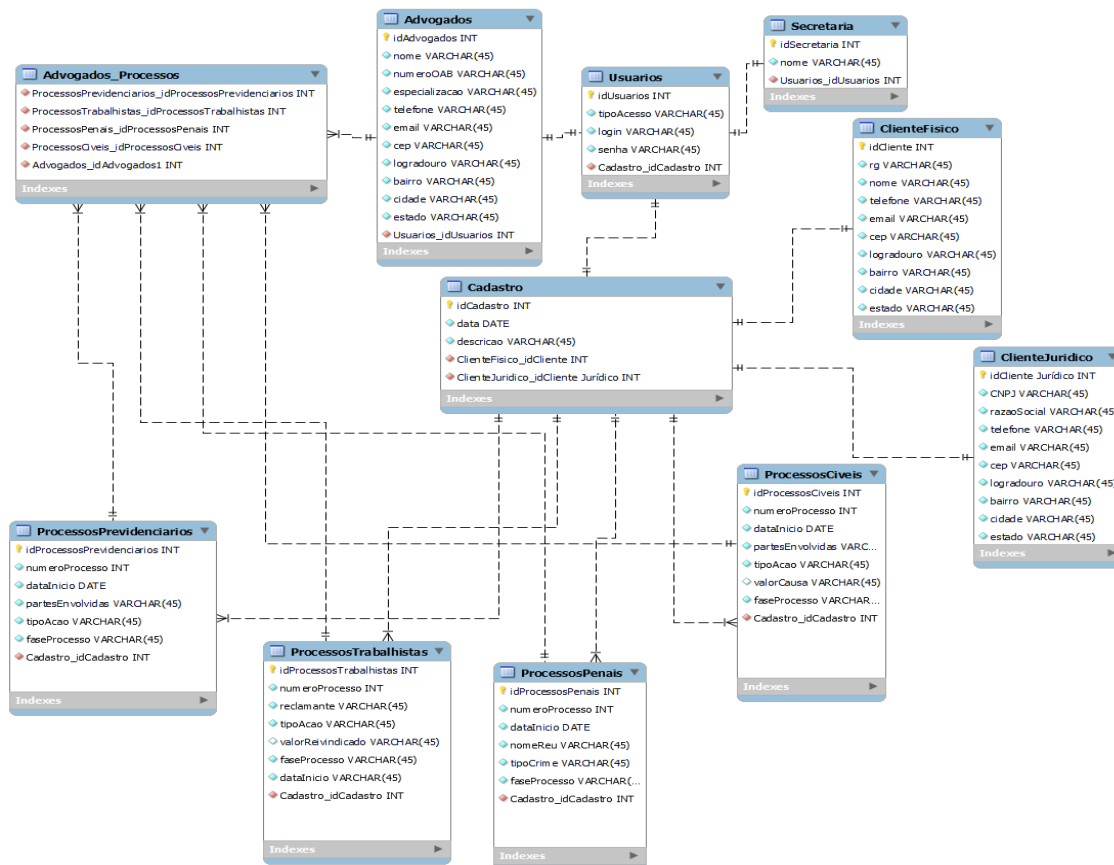 Advogados
idAdvogados INT
nome VARCHAR(45)
numeroOAB VARCHAR(45)
especializacao VARCHAR(45)
telefone VARCHAR(45)
email VARCHAR(45)
cep VARCHAR(45)
logradouro VARCHAR(45)
bairro VARCHAR(45)
cidade VARCHAR(45)
estado VARCHAR(45)
Usuarios_idUsuarios INT
Indexes
Secretaria
idSecretaria INT
nome VARCHAR(45)
Usuarios_idUsuarios INT
Indexes
Advogados_Processos
ProcessosPrevidenciarios_idProcessosPrevidenciarios INT
ProcessosTrabalhistas_idProcessosTrabalhistas INT
ProcessosPenais_idProcessosPenais INT
ProcessosCiveis_idProcessosCiveis INT
Advogados_idAdvogados1 INT
Indexes
Usuarios
idUsuarios INT
tipoAcesso VARCHAR(45)
login VARCHAR(45)
senha VARCHAR(45)
Cadastro_idCadastro INT
Indexes
ClienteFisico
idCliente INT
rg VARCHAR(45)
nome VARCHAR(45)
telefone VARCHAR(45)
email VARCHAR(45)
cep VARCHAR(45)
logradouro VARCHAR(45)
bairro VARCHAR(45)
cidade VARCHAR(45)
estado VARCHAR(45)
Indexes
Cadastro
idCadastro INT
data DATE
descricao VARCHAR(45)
ClienteFisico_idCliente INT
ClienteJuridico_idCliente Jurídico INT
Indexes
ClienteJuridico
idCliente Jurídico INT
CNPJ VARCHAR(45)
razaoSocial VARCHAR(45)
telefone VARCHAR(45)
email VARCHAR(45)
cep VARCHAR(45)
logradouro VARCHAR(45)
bairro VARCHAR(45)
cidade VARCHAR(45)
estado VARCHAR(45)
Indexes
ProcessosCiveis
idProcessosCiveis INT
numeroProcesso INT
dataInicio DATE
partesEnvolvidas VARC...
tipoAcao VARCHAR(45)
valorCausa VARCHAR(45)
faseProcesso VARCHAR...
Cadastro_idCadastro INT
Indexes
ProcessosPrevidenciarios
idProcessosPrevidenciarios INT
numeroProcesso INT
dataInicio DATE
partesEnvolvidas VARCHAR(45)
tipoAcao VARCHAR(45)
faseProcesso VARCHAR(45)
Cadastro_idCadastro INT
Indexes
ProcessosTrabalhistas
idProcessosTrabalhistas INT
numeroProcesso INT
reclamante VARCHAR(45)
tipoAcao VARCHAR(45)
valorReivindicado VARCHAR(45)
faseProcesso VARCHAR(45)
dataInicio VARCHAR(45)
Cadastro_idCadastro INT
Indexes
ProcessosPenais
idProcessosPenais INT
numeroProcesso INT
dataInicio DATE
nomeReu VARCHAR(45)
tipoCrime VARCHAR(45)
faseProcesso VARCHAR(...
Cadastro_idCadastro INT
Indexes